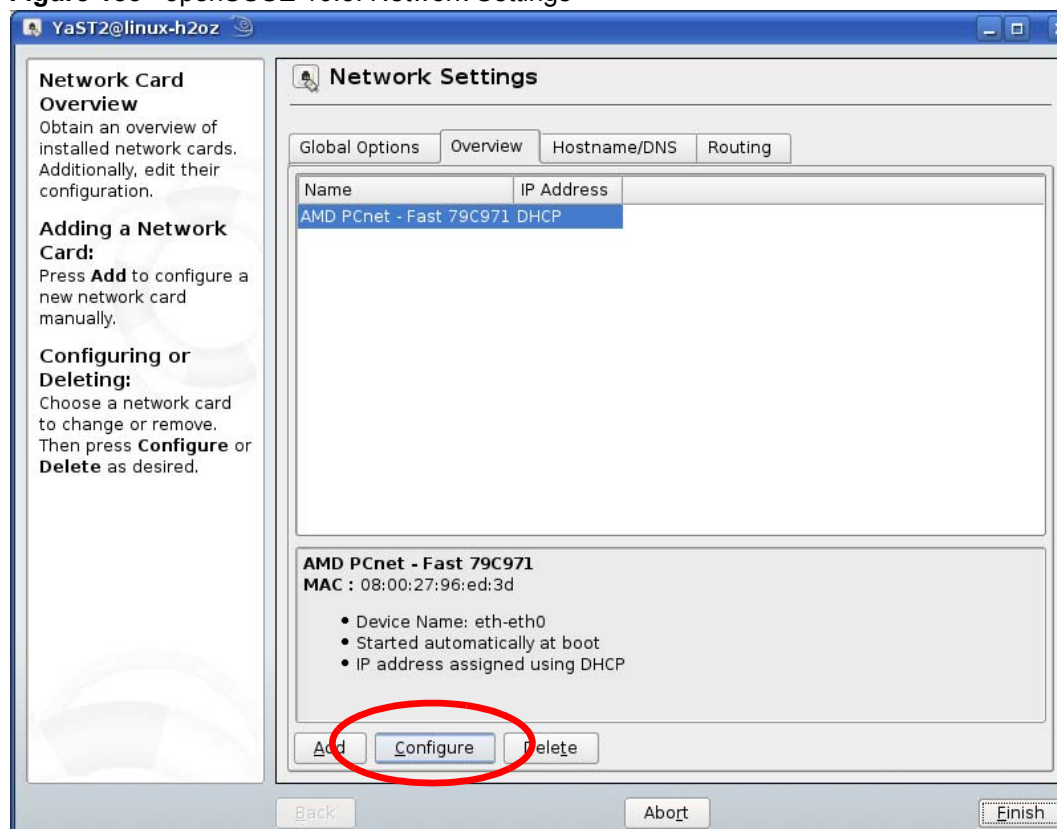 YaST2@linux-h2oz
Network Card
Overview
Obtain an overview of
installed network cards.
Additionally, edit their
configuration.
Adding a Network
Card:
Press Add to configure a
new network card
manually.
Configuring or
Deleting:
Choose a network card
to change or remove.
Then press Configure or
Delete as desired.
Network Settings
Global Options Overview Hostname/DNS Routing
Name IP Address
AMD PCnet - Fast 79C971 DHCP
AMD PCnet - Fast 79C971
MAC : 08:00:27:96:ed:3d
• Device Name: eth-eth0
• Started automatically at boot
• IP address assigned using DHCP
Add Configure Delete
Back Abort Finish